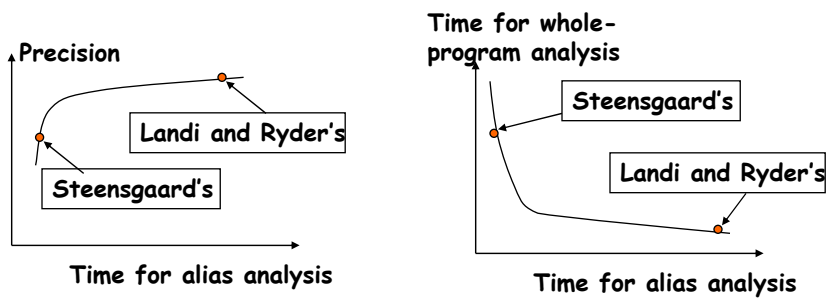 Precision
Landi and Ryder's
Steensgaard's
Time for alias analysis
Time for whole-
program analysis
Steensgaard's
Landi and Ryder's
Time for alias analysis